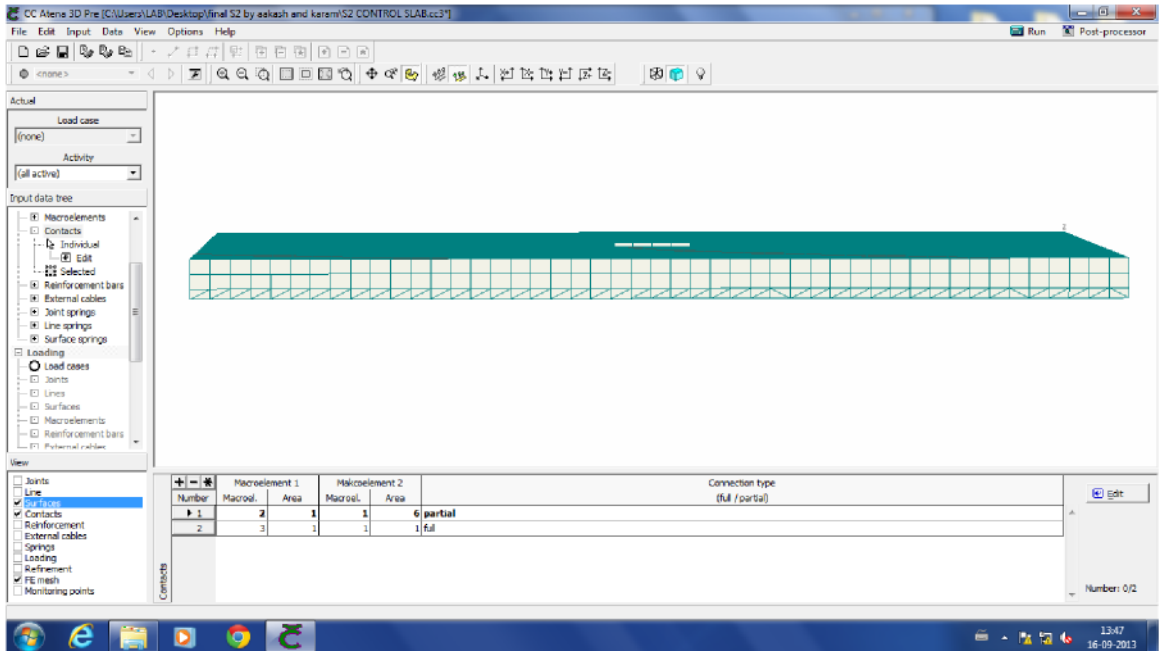 CC Atena 3D Pre [C:\Users\LAB\Desktop\final S2 by aakash and karam\S2 CONTROL SLAB.cc3*]
File Edit Input Data View Options Help
Run Post-processor
<none>
Actual
Load case
(none)
Activity
(all active)
Input data tree
Macroelements
Contacts
Individual
Edit
Selected
Reinforcement bars
External cables
Joint springs
Line springs
Surface springs
Loading
Load cases
Joints
Lines
Surfaces
Macroelements
Reinforcement bars
External cables
View
Joints
Line
Surfaces
Contacts
Reinforcement
External cables
Springs
Loading
Refinement
FE mesh
Monitoring points
Contacts
Macroelement 1 Makroelement 2 Connection type
Number Macroel. Area Macroel. Area (full / partial)
1 2 1 1 6 partial
2 3 1 1 1 full
Edit
Number: 0/2
13:47
16-09-2013